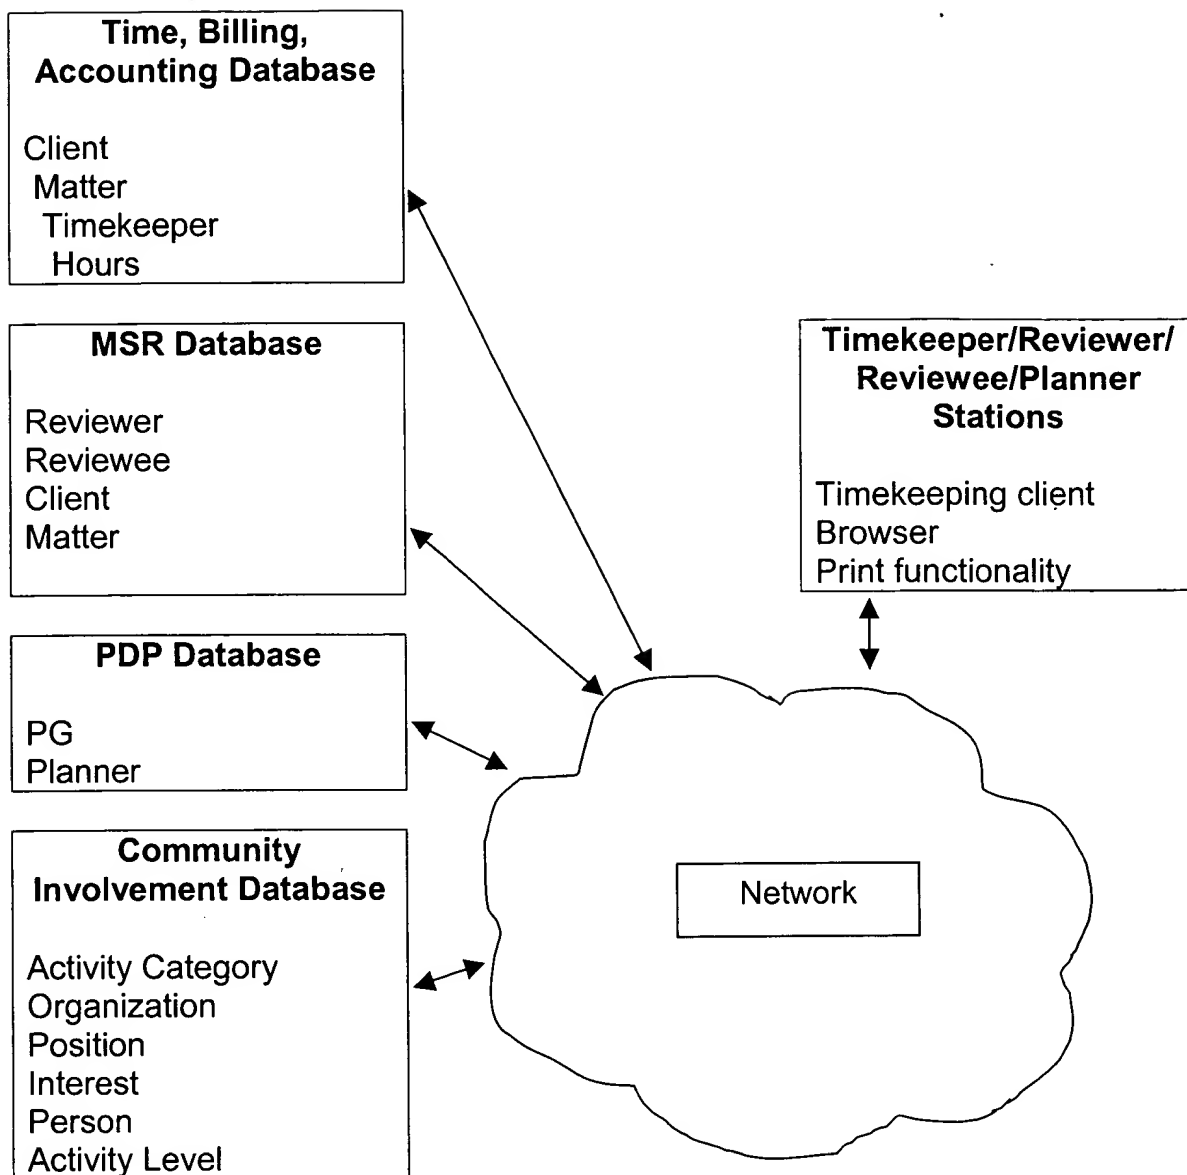 Time, Billing,
Accounting Database
Client
Matter
Timekeeper
Hours
MSR Database
Reviewer
Reviewee
Client
Matter
PDP Database
PG
Planner
Community
Involvement Database
Activity Category
Organization
Position
Interest
Person
Activity Level
Timekeeper/Reviewer/
Reviewee/Planner
Stations
Timekeeping client
Browser
Print functionality
Network